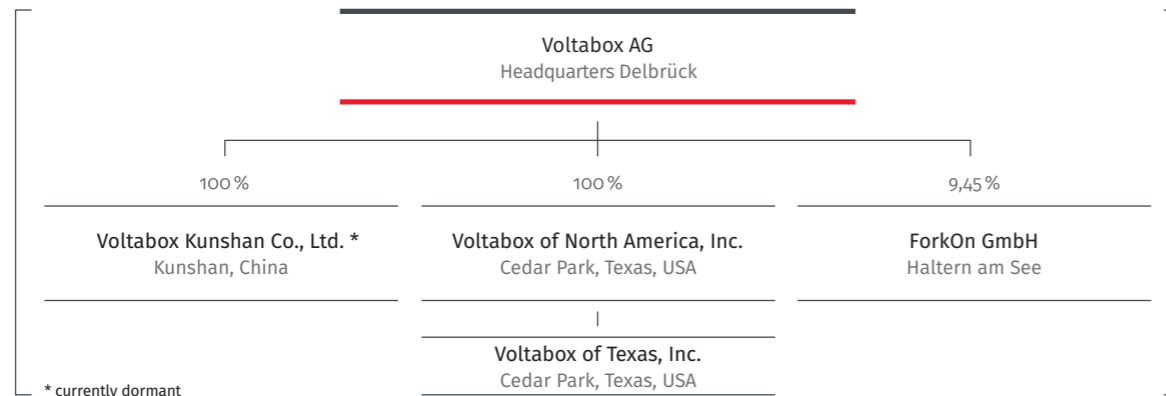 Voltabox AG
Headquarters Delbrück
100 %
100 %
9,45 %
Voltabox Kunshan Co., Ltd. *
Kunshan, China
Voltabox of North America, Inc.
Cedar Park, Texas, USA
ForkOn GmbH
Haltern am See
Voltabox of Texas, Inc.
Cedar Park, Texas, USA
* currently dormant